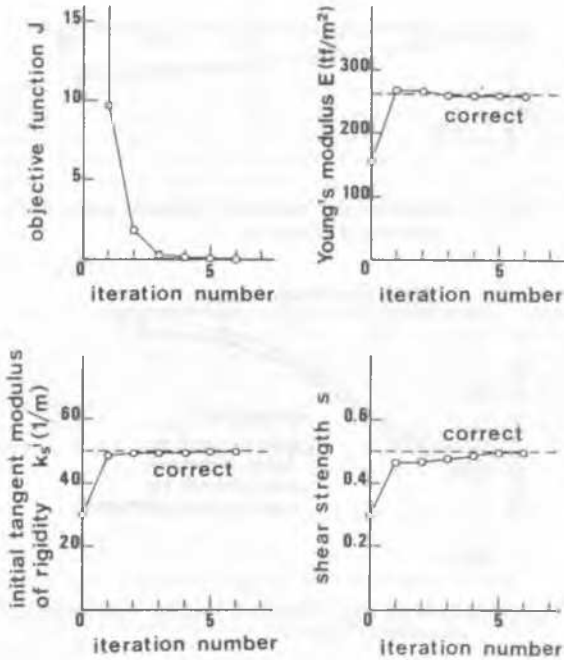 objective function J
15
10
5
0 5
iteration number
Young's modulus E (tf/m²)
300
200
100
0
correct
0 5
iteration number
initial tangent modulus
of rigidity ks' (1/m)
60
40
20
correct
0 5
iteration number
shear strength s
0.6
0.4
0.2
correct
0 5
iteration number